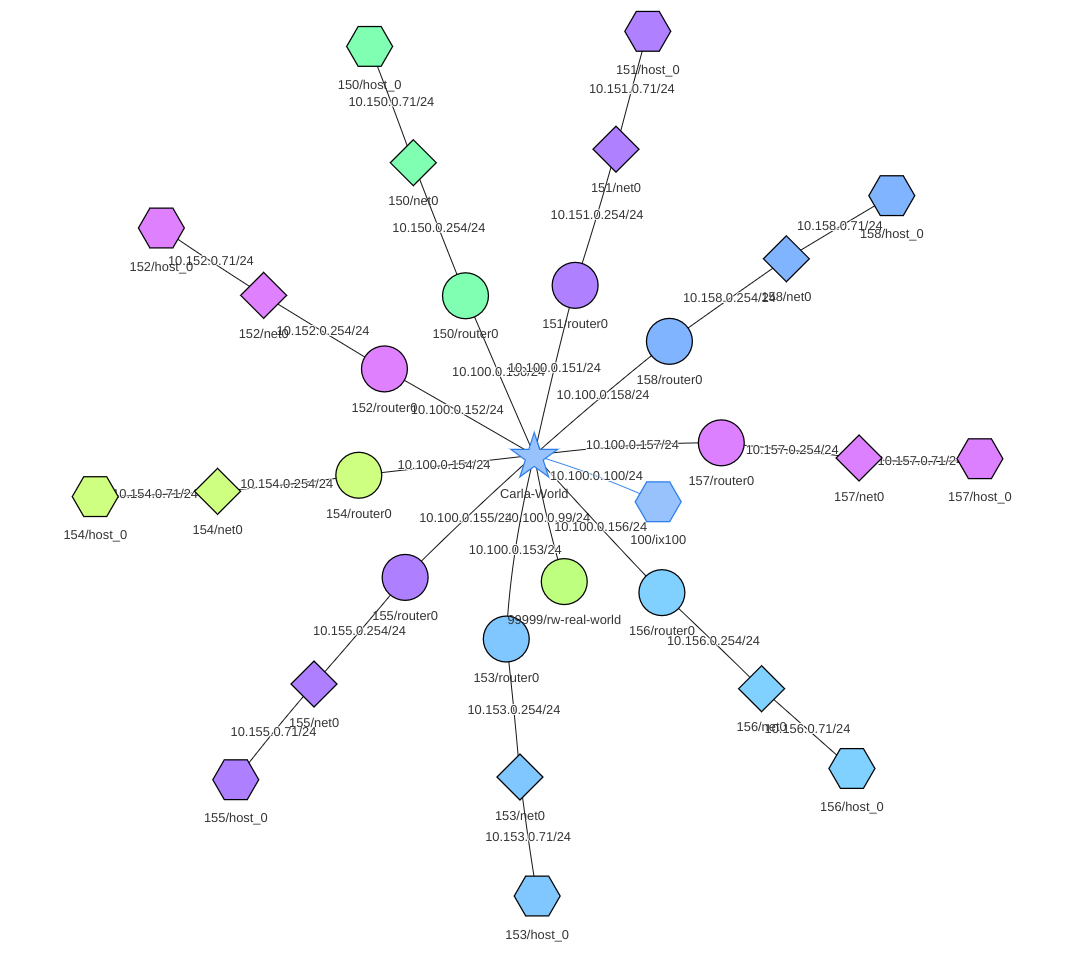 151/host_0
150/host_0
10.151.0.71/24
10.150.0.71/24
151/net0
150/net0
10.151.0.254/24
10.158.0.71/24
10.150.0.254/24
158/host_0
10.152.0.71/24
152/host_0
10.158.0.254/24
158/net0
151/router0
10.152.0.254/24
152/net0
150/router0
10.100.0.151/24
10.100.0.150/24
158/router0
10.100.0.158/24
152/router0
10.100.0.152/24
10.100.0.157/24
10.157.0.254/24
10.157.0.71/24
10.100.0.154/24
10.100.0.100/24
157/router0
10.154.0.254/24
10.154.0.71/24
Carla-World
157/net0
157/host_0
154/router0
10.100.0.155/24
10.100.0.99/24
10.100.0.156/24
154/net0
154/host_0
100/ix100
10.100.0.153/24
155/router0
99999/rw-real-world
10.155.0.254/24
156/router0
10.156.0.254/24
153/router0
10.153.0.254/24
155/net0
156/net0
10.156.0.71/24
10.155.0.71/24
156/host_0
153/net0
155/host_0
10.153.0.71/24
153/host_0